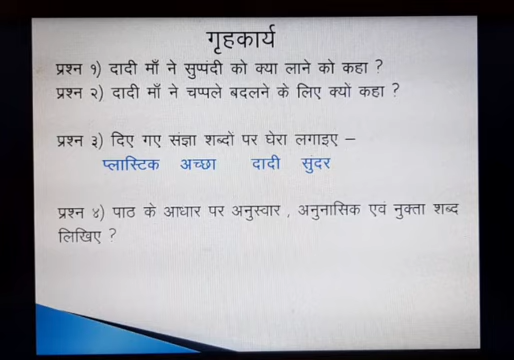 गृहकार्य
प्रश्न १) दादी माँ ने सुप्पंदी को क्या लाने को कहा ?
प्रश्न २) दादी माँ ने चप्पले बदलने के लिए क्यो कहा ?
प्रश्न ३) दिए गए संज्ञा शब्दों पर घेरा लगाइए –
प्लास्टिक अच्छा दादी सुंदर
प्रश्न ४) पाठ के आधार पर अनुस्वार , अनुनासिक एवं नुक्ता शब्द
लिखिए ?